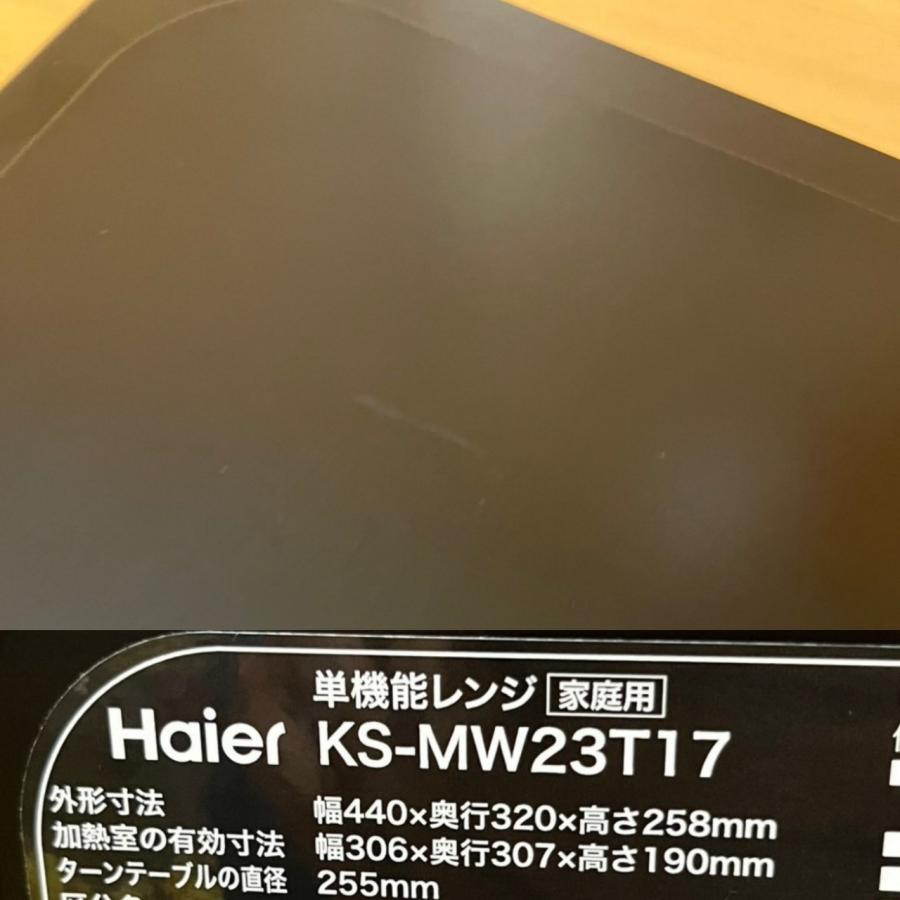 単機能レンジ 家庭用
Haier KS-MW23T17
外形寸法 幅440×奥行320×高さ258mm
加熱室の有効寸法 幅306×奥行307×高さ190mm
ターンテーブルの直径 255mm